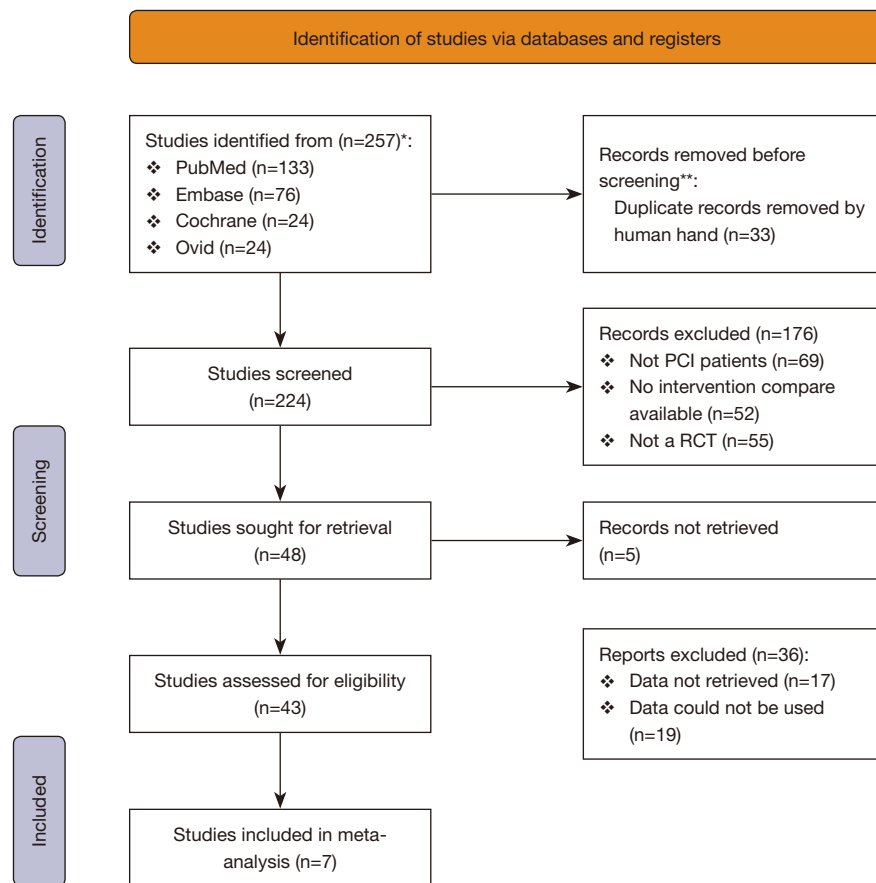 Identification of studies via databases and registers
Identification
Studies identified from (n=257)*:
❖ PubMed (n=133)
❖ Embase (n=76)
❖ Cochrane (n=24)
❖ Ovid (n=24)
Records removed before
screening**:
Duplicate records removed by
human hand (n=33)
Screening
Studies screened
(n=224)
Records excluded (n=176)
❖ Not PCI patients (n=69)
❖ No intervention compare
available (n=52)
❖ Not a RCT (n=55)
Studies sought for retrieval
(n=48)
Records not retrieved
(n=5)
Studies assessed for eligibility
(n=43)
Reports excluded (n=36):
❖ Data not retrieved (n=17)
❖ Data could not be used
(n=19)
Included
Studies included in meta-
analysis (n=7)